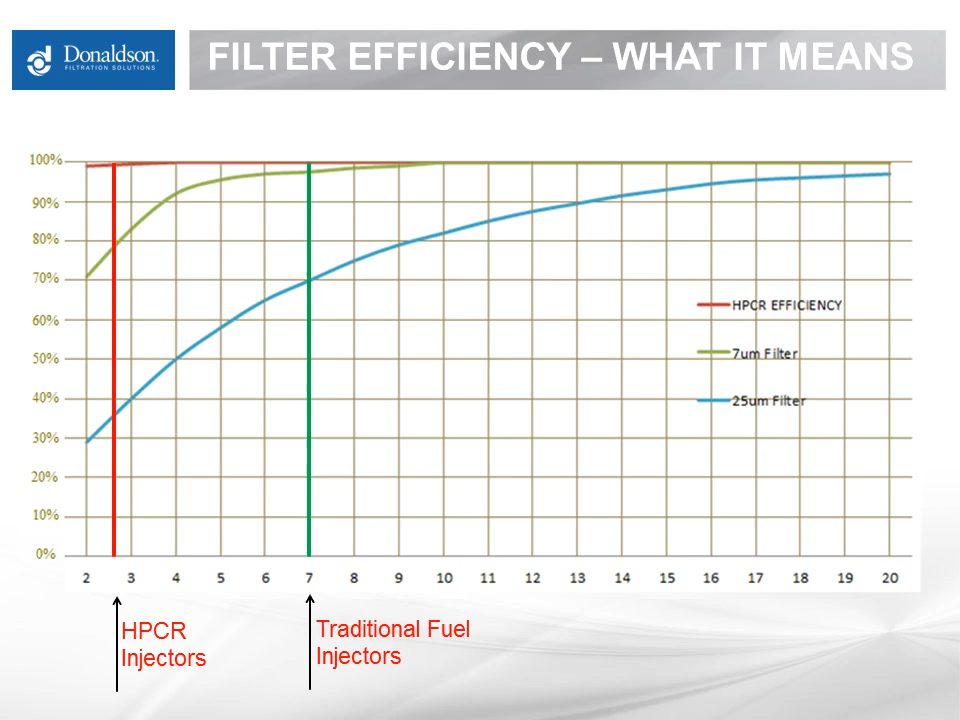 Donaldson.
FILTRATION SOLUTIONS
FILTER EFFICIENCY – WHAT IT MEANS
100%
90%
80%
70%
60%
50%
40%
30%
20%
10%
0%
HPCR EFFICIENCY
7um Filter
25um Filter
2 3 4 5 6 7 8 9 10 11 12 13 14 15 16 17 18 19 20
HPCR
Injectors
Traditional Fuel
Injectors